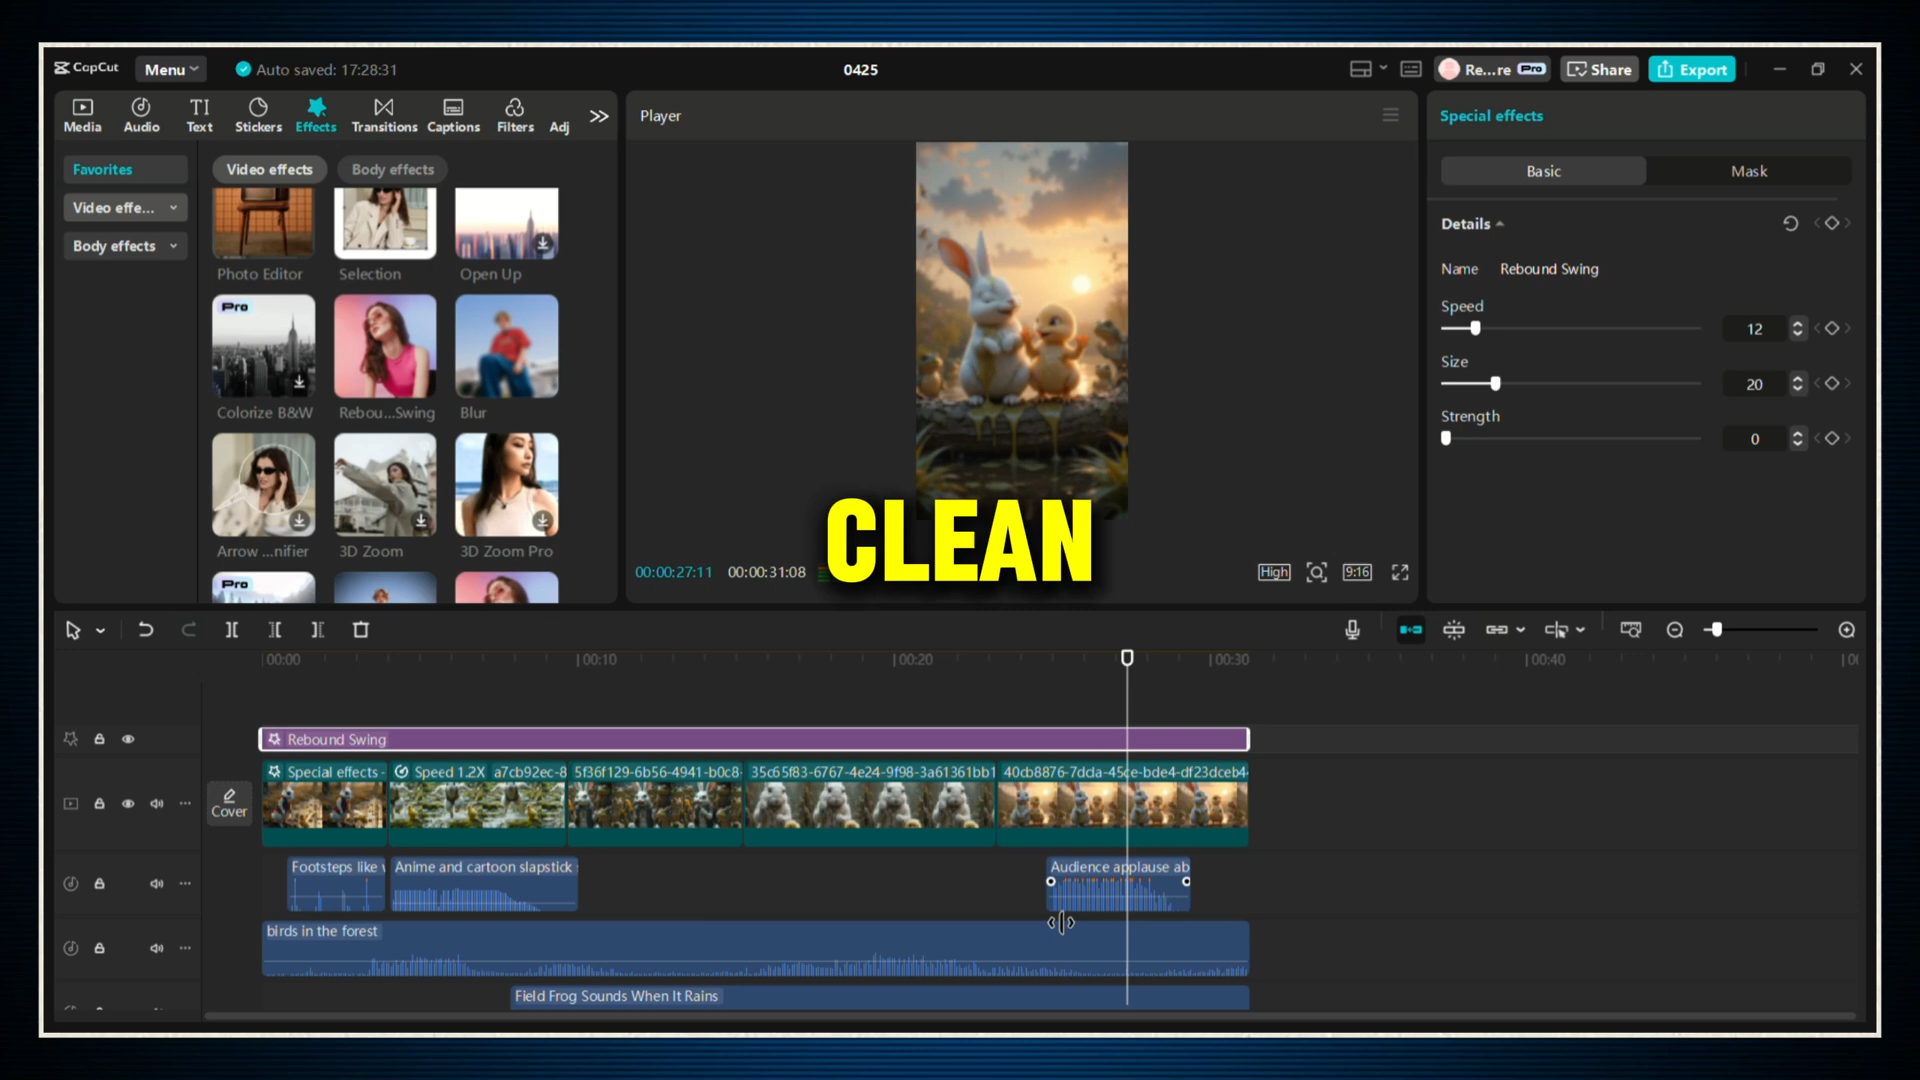 CapCut
Menu
Auto saved: 17:28:31
0425
Re...re Pro
Share
Export
Media
Audio
TI
Text
Stickers
Effects
Transitions
Captions
Filters
Adj
Player
Special effects
Favorites
Video effects
Body effects
Basic
Mask
Video effe...
Body effects
Details
Photo Editor
Selection
Open Up
Name
Rebound Swing
Speed
12
Size
20
Strength
0
Pro
Colorize B&W
Rebou...Swing
Blur
Arrow ...nifier
3D Zoom
3D Zoom Pro
Pro
CLEAN
00:00:27:11
00:00:31:08
High
9:16
00:00
00:10
00:20
00:30
00:40
Rebound Swing
Cover
Special effects -
Speed 1.2X
a7cb92ec-8
5f36f129-6b56-4941-b0c8-
35c65f83-6767-4e24-9f98-3a61361bb1
40cb8876-7dda-45ce-bde4-df23dceb4
Footsteps like
Anime and cartoon slapstick
Audience applause ab
birds in the forest
Field Frog Sounds When It Rains